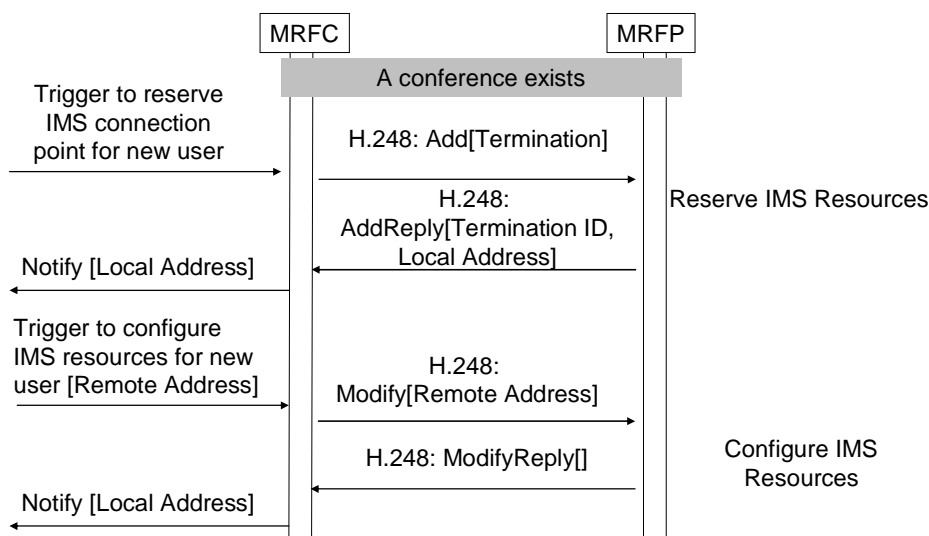 MRFC
MRFP
A conference exists
Trigger to reserve
IMS connection
point for new user
H.248: Add[Termination]
H.248:
AddReply[Termination ID,
Local Address]
Reserve IMS Resources
Notify [Local Address]
Trigger to configure
IMS resources for new
user [Remote Address]
H.248:
Modify[Remote Address]
H.248: ModifyReply[]
Configure IMS
Resources
Notify [Local Address]